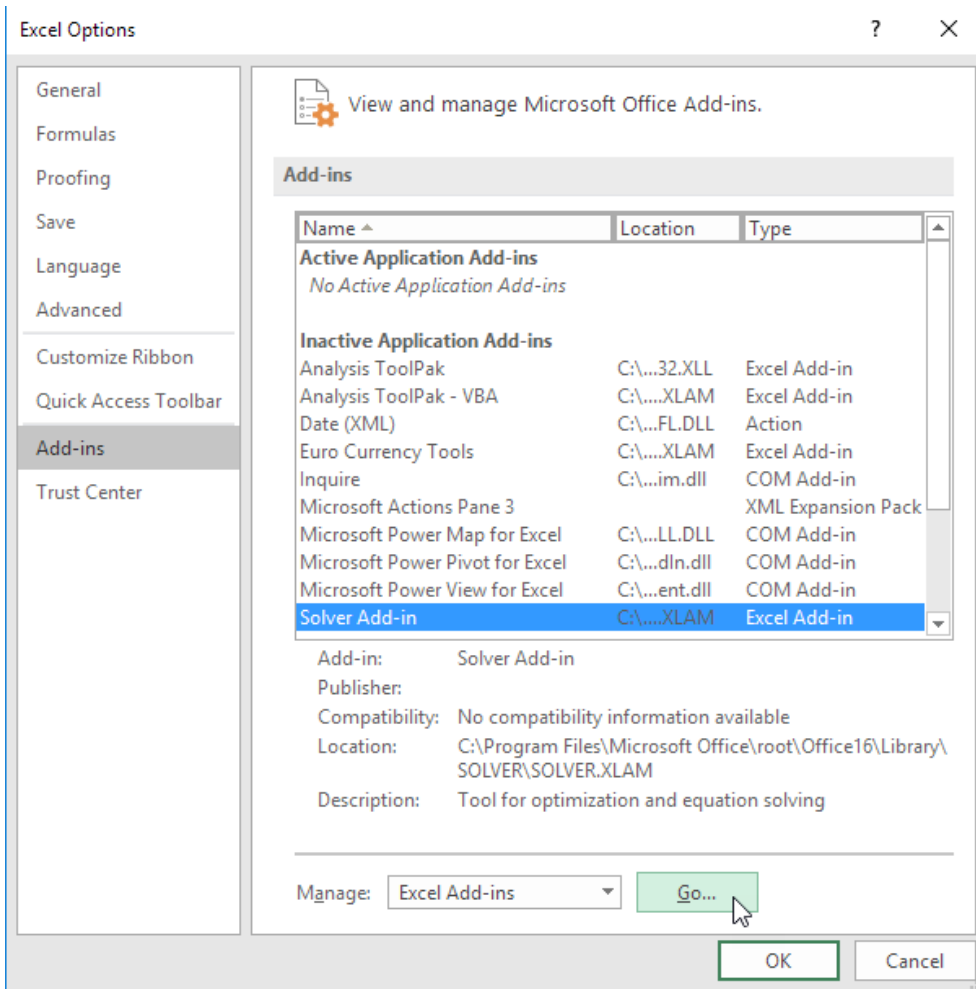 Excel Options
?
General
Formulas
Proofing
Save
Language
Advanced
Customize Ribbon
Quick Access Toolbar
Add-ins
Trust Center
View and manage Microsoft Office Add-ins.
Add-ins
Name Location Type
Active Application Add-ins
No Active Application Add-ins
Inactive Application Add-ins
Analysis ToolPak C:\...32.XLL Excel Add-in
Analysis ToolPak - VBA C:\....XLAM Excel Add-in
Date (XML) C:\...FL.DLL Action
Euro Currency Tools C:\....XLAM Excel Add-in
Inquire C:\...im.dll COM Add-in
Microsoft Actions Pane 3 XML Expansion Pack
Microsoft Power Map for Excel C:\...LL.DLL COM Add-in
Microsoft Power Pivot for Excel C:\...dln.dll COM Add-in
Microsoft Power View for Excel C:\...ent.dll COM Add-in
Solver Add-in C:\....XLAM Excel Add-in
Add-in: Solver Add-in
Publisher:
Compatibility: No compatibility information available
Location: C:\Program Files\Microsoft Office\root\Office16\Library\
SOLVER\SOLVER.XLAM
Description: Tool for optimization and equation solving
Manage: Excel Add-ins Go...
OK Cancel